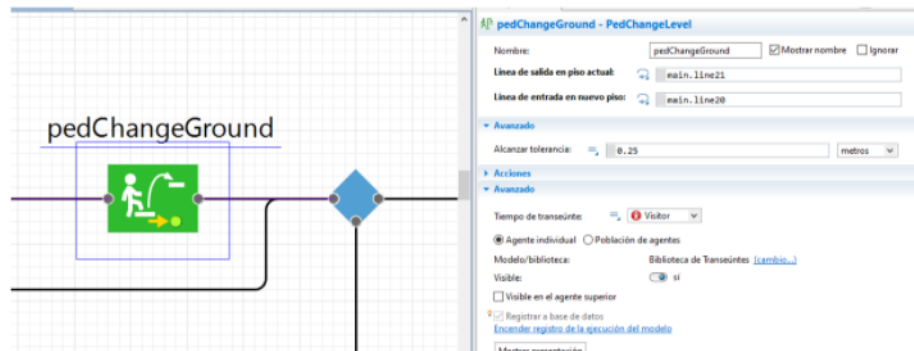 pedChangeGround
pedChangeGround - PedChangeLevel
Nombre: pedChangeGround Mostrar nombre Ignorar
Línea de salida en piso actual: main.line21
Línea de entrada en nuevo piso: main.line20
Avanzado
Alcanzar tolerancia: 0.25 metros
Acciones
Avanzado
Tiempo de transeúnte: Visitor
Agente individual Población de agentes
Modelo/biblioteca: Biblioteca de Transeúntes (cambio...)
Visible: sí
Visible en el agente superior
Registrar a base de datos
Encender registro de la ejecución del modelo
Mostrar presentación